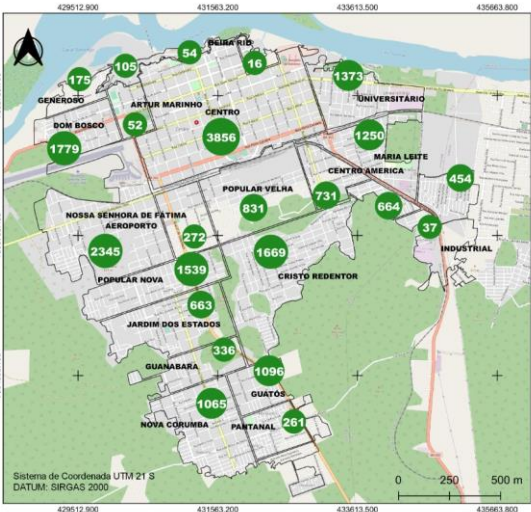 429512.900 431563.200 433613.500 435663.800
BEIRA RIO
54
105
16
1373
175
GENEROSO
ARTUR MARINHO
UNIVERSITÁRIO
CENTRO
DOM BOSCO
52
3856
1250
1779
MARIA LEITE
CENTRO AMERICA
454
POPULAR VELHA
731
831
664
NOSSA SENHORA DE FÁTIMA
AEROPORTO
37
272
2345
1669
INDUSTRIAL
1539
POPULAR NOVA
CRISTO REDENTOR
663
JARDIM DOS ESTADOS
336
GUANABARA
1096
GUATÓS
1065
261
NOVA CORUMBA
PANTANAL
Sistema de Coordenada UTM 21 S
DATUM: SIRGAS 2000
0 250 500 m
429512.900 431563.200 433613.500 435663.800